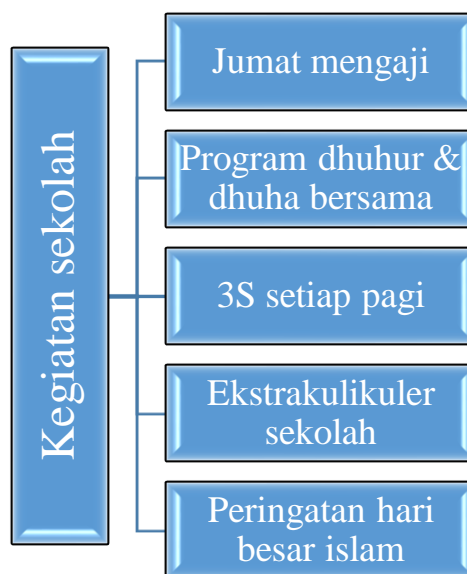 Kegiatan sekolah
Jumat mengaji
Program dhuhur &
dhuha bersama
3S setiap pagi
Ekstrakulikuler
sekolah
Peringatan hari
besar islam